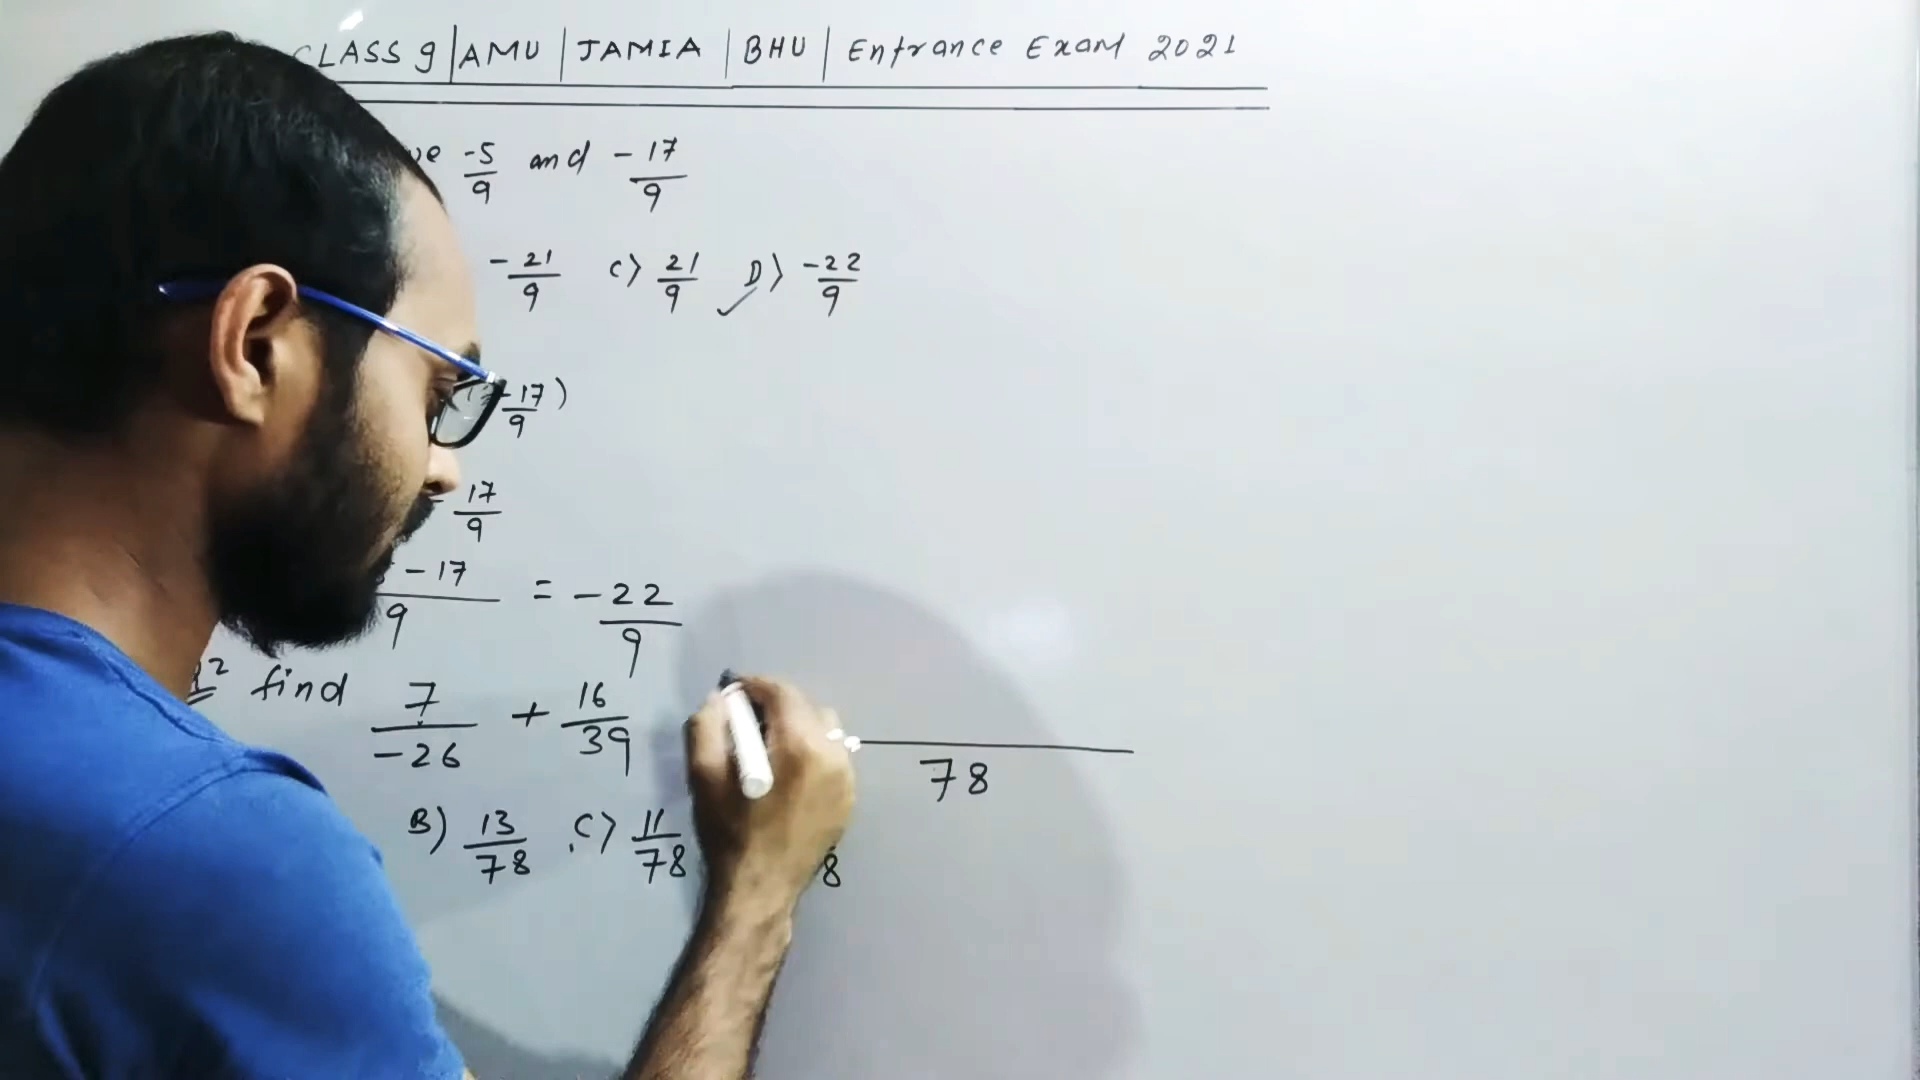 CLASS 9 | AMU | JAMIA | BHU | Entrance Exam 2021
-5/9 and -17/9
-21/9 C) 21/9 D) -22/9
-17/9)
- 17/9
- 17/9 = -22/9
2 find 7/-26 + 16/39
78
B) 13/78 C) 11/78 8